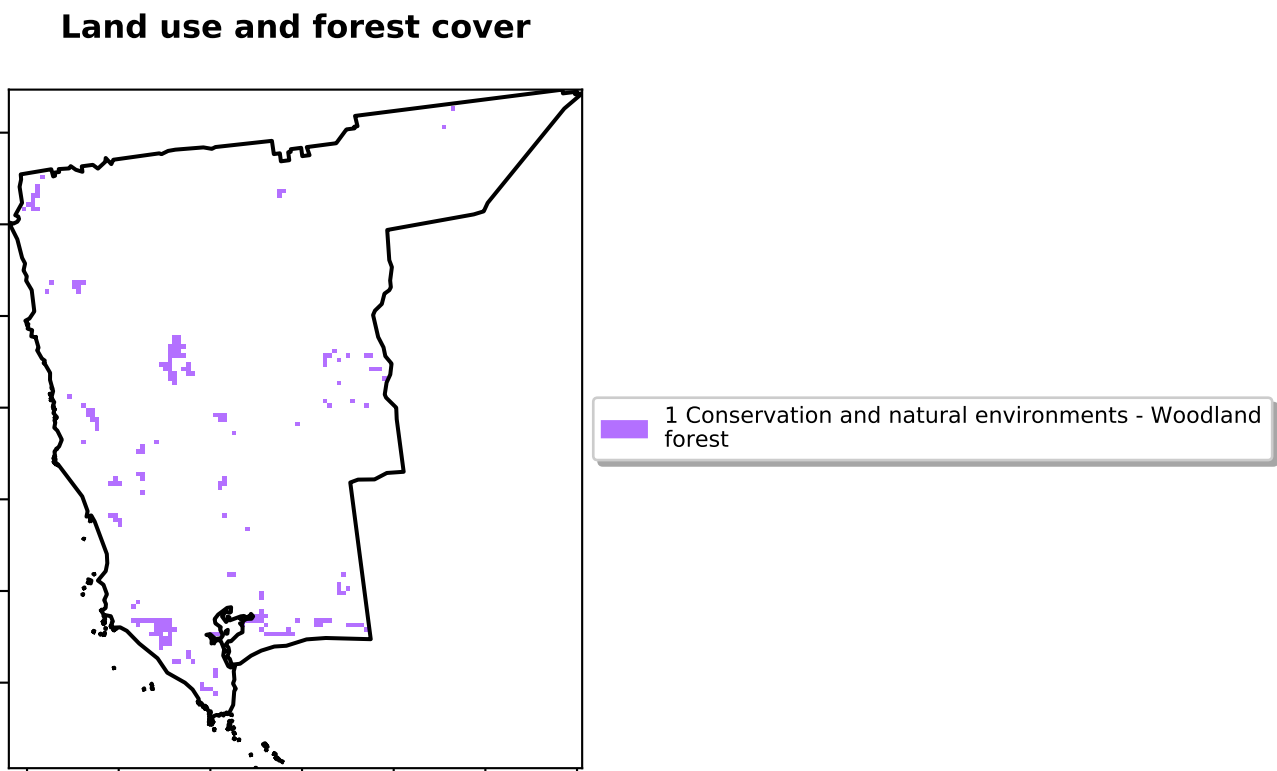 Land use and forest cover
1 Conservation and natural environments - Woodland
forest